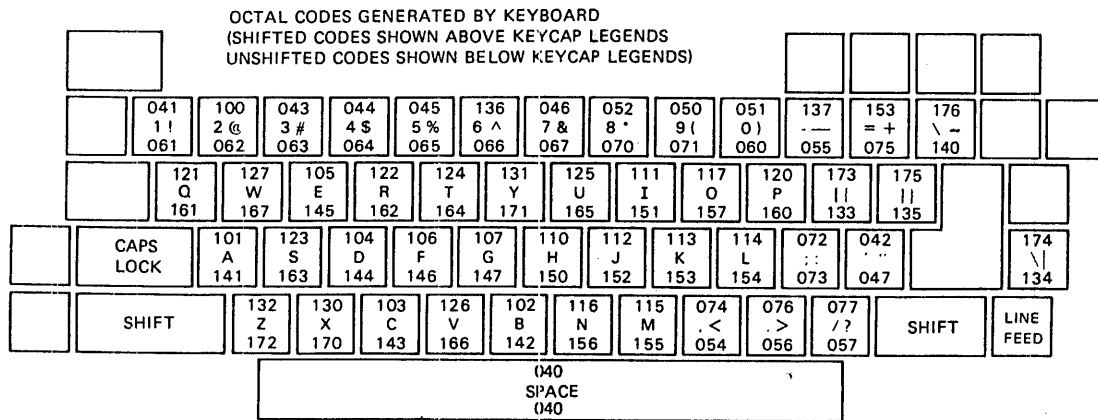 OCTAL CODES GENERATED BY KEYBOARD
(SHIFTED CODES SHOWN ABOVE KEYCAP LEGENDS
UNSHIFTED CODES SHOWN BELOW KEYCAP LEGENDS)
041 100 043 044 045 136 046 052 050 051 137 153 176
1 ! 2 @ 3 # 4 $ 5 % 6 ^ 7 & 8 * 9 ( 0 ) - — = + \ ~
061 062 063 064 065 066 067 070 071 060 055 075 140
121 127 105 122 124 131 125 111 117 120 173 175
Q W E R T Y U I O P [{ ]}
161 167 145 162 164 171 165 151 157 160 133 135
CAPS LOCK
101 123 104 106 107 110 112 113 114 072 042 174
A S D F G H J K L ; : ' " \ |
141 163 144 146 147 150 152 153 154 073 047 134
SHIFT
132 130 103 126 102 116 115 074 076 077
Z X C V B N M , < . > / ?
172 170 143 166 142 156 155 054 056 057
SHIFT
LINE FEED
040
SPACE
040